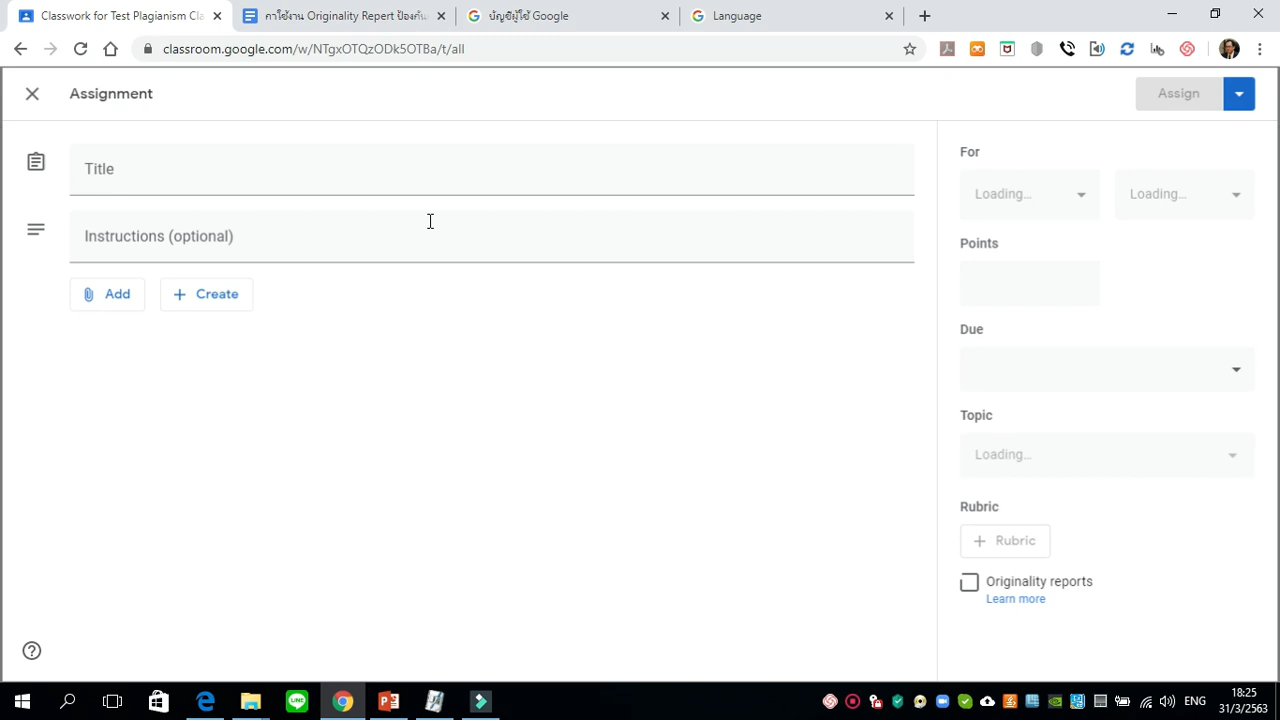 Classwork for Test Plagianism Cla
การใช้งาน Originality Repert ป้องกัน
บัญชีผู้ใช้ Google
Language
classroom.google.com/w/NTgxOTQzODk5OTBa/t/all
Assignment
Assign
Title
Instructions (optional)
Add
Create
For
Loading...
Loading...
Points
Due
Topic
Loading...
Rubric
Rubric
Originality reports
Learn more
LINE
ENG
18:25
31/3/2563